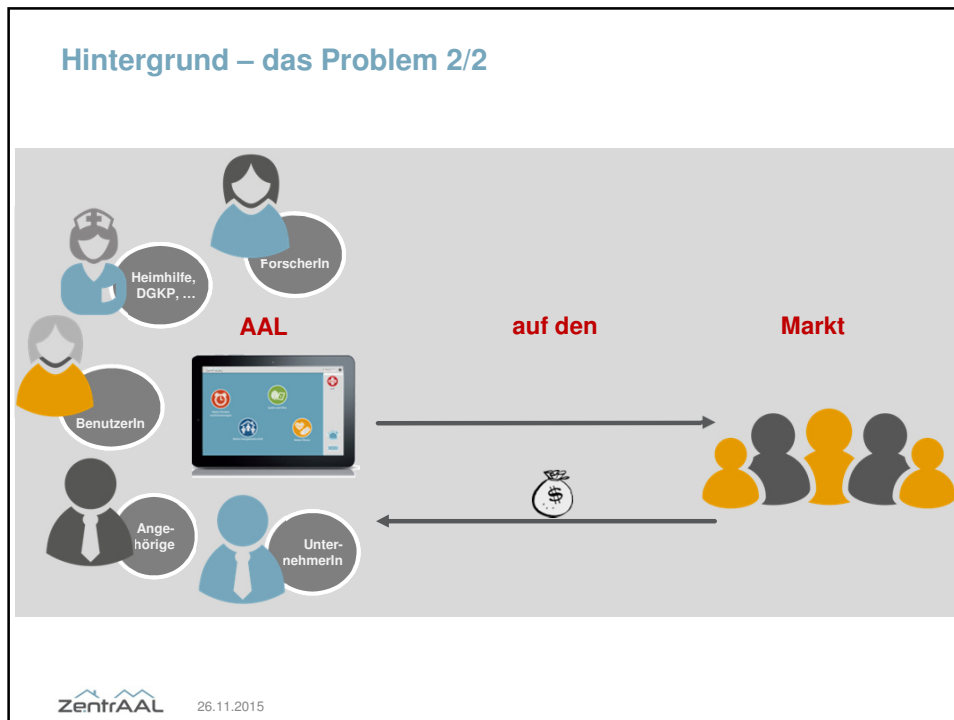 Hintergrund – das Problem 2/2
ForscherIn
Heimhilfe,
DGKP, ...
AAL
auf den
Markt
BenutzerIn
$
Ange-
hörige
Unter-
nehmerIn
ZentrAAL
26.11.2015